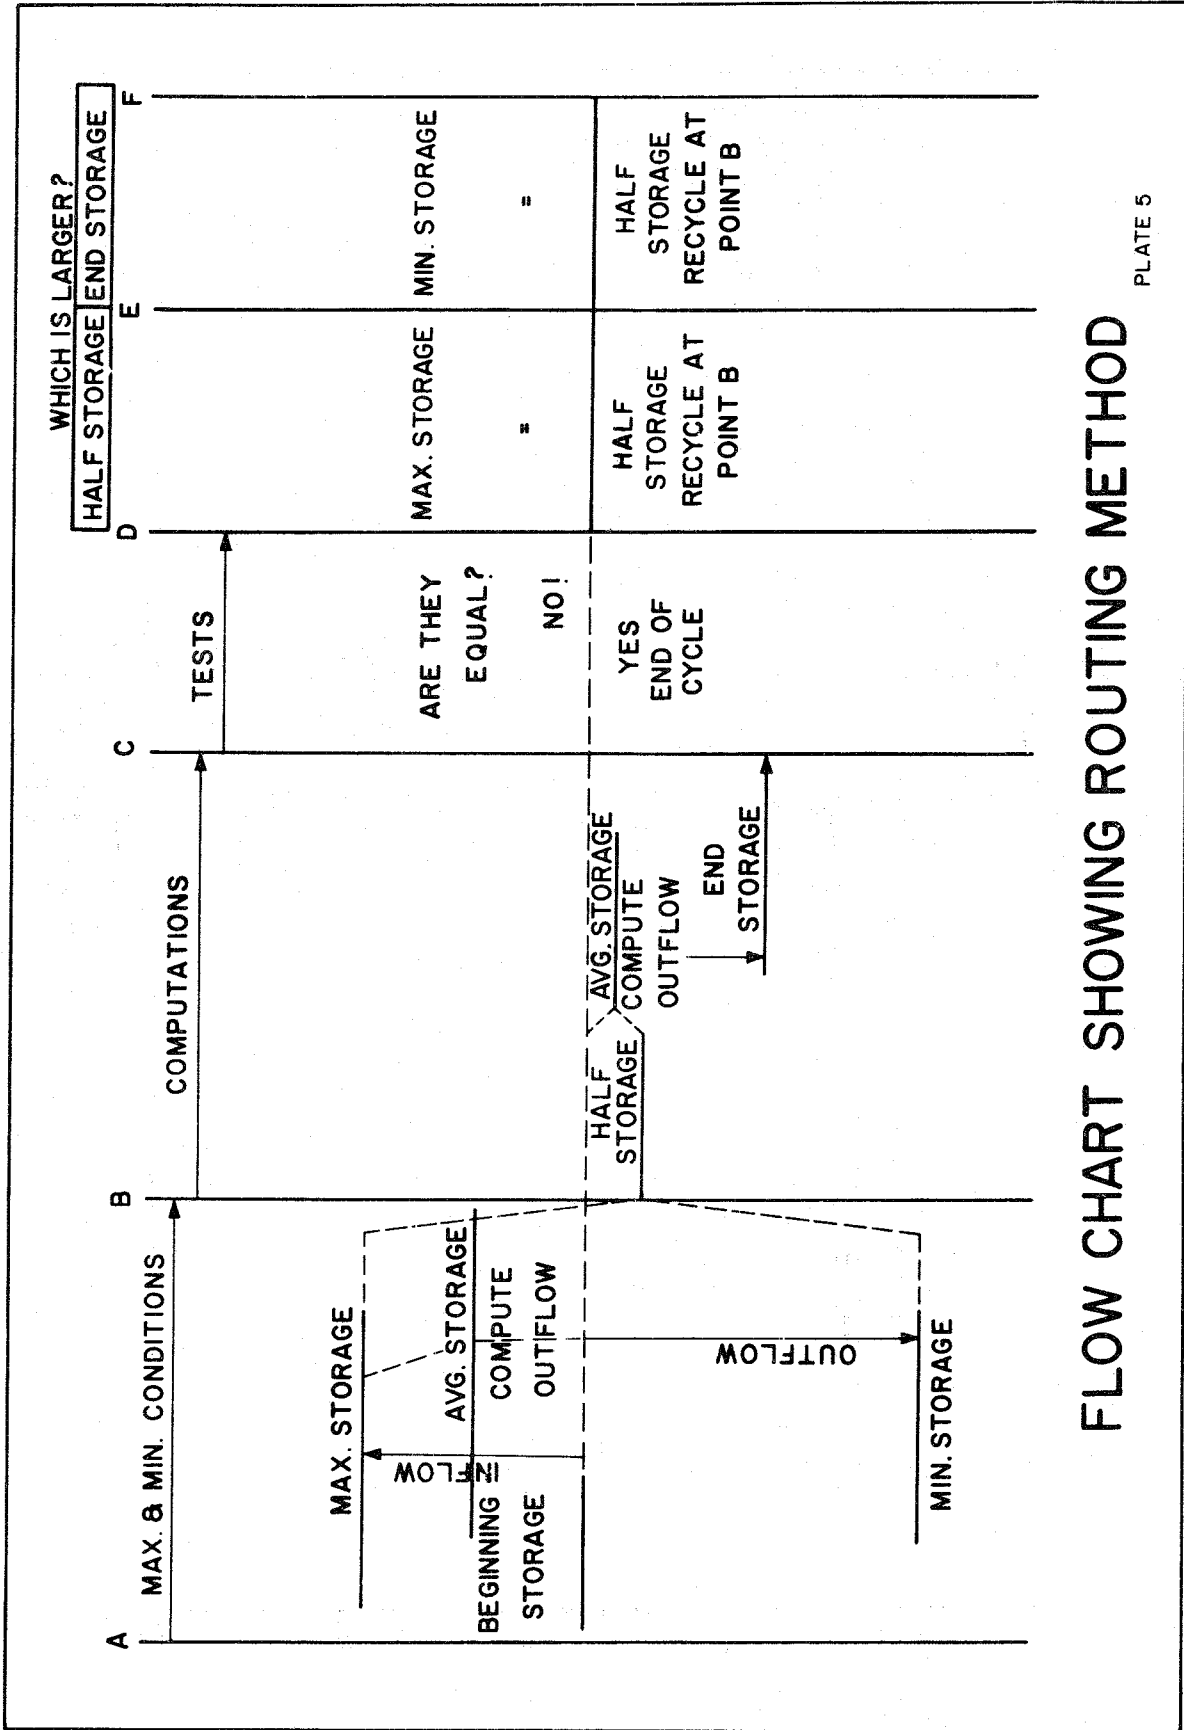 WHICH IS LARGER?
HALF STORAGE
END STORAGE
A
B
C
D
E
F
MAX. & MIN. CONDITIONS
COMPUTATIONS
TESTS
MAX. STORAGE
INFLOW
AVG. STORAGE
COMPUTE
OUTFLOW
BEGINNING
STORAGE
OUTFLOW
MIN. STORAGE
HALF
STORAGE
AVG. STORAGE
COMPUTE
OUTFLOW
END
STORAGE
ARE THEY
EQUAL?
NO!
YES
END OF
CYCLE
MAX. STORAGE
=
HALF
STORAGE
RECYCLE AT
POINT B
MIN. STORAGE
=
HALF
STORAGE
RECYCLE AT
POINT B
FLOW CHART SHOWING ROUTING METHOD
PLATE 5